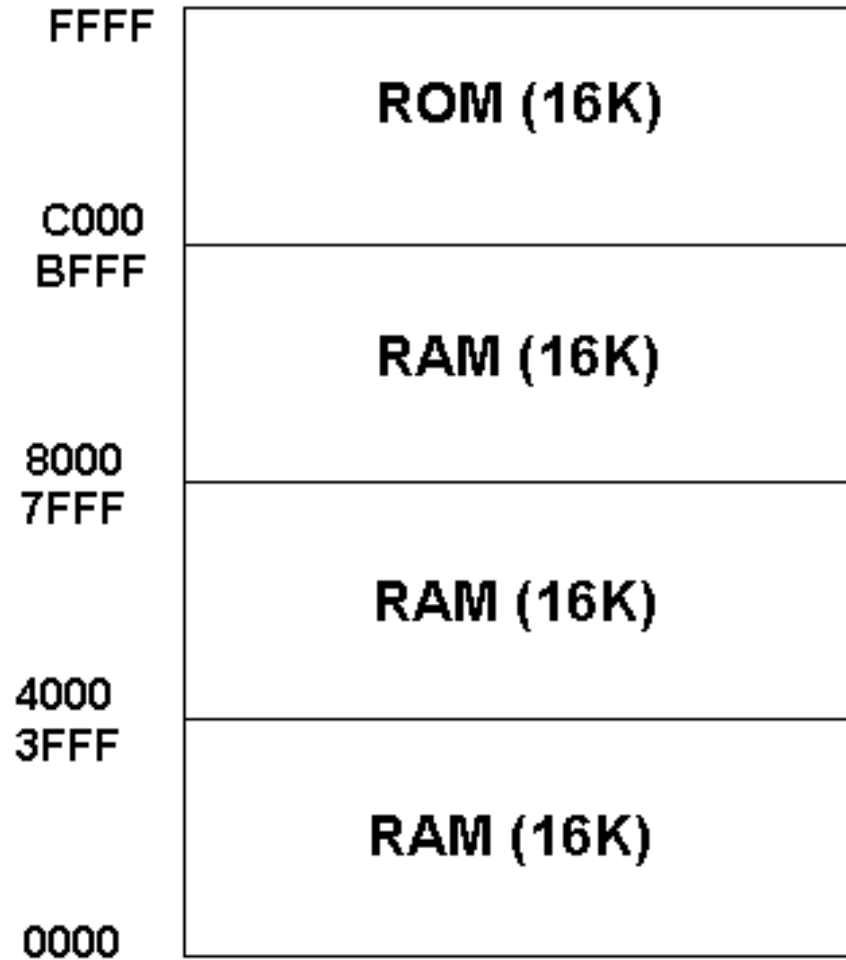 FFFF
ROM (16K)
C000
BFFF
RAM (16K)
8000
7FFF
RAM (16K)
4000
3FFF
RAM (16K)
0000